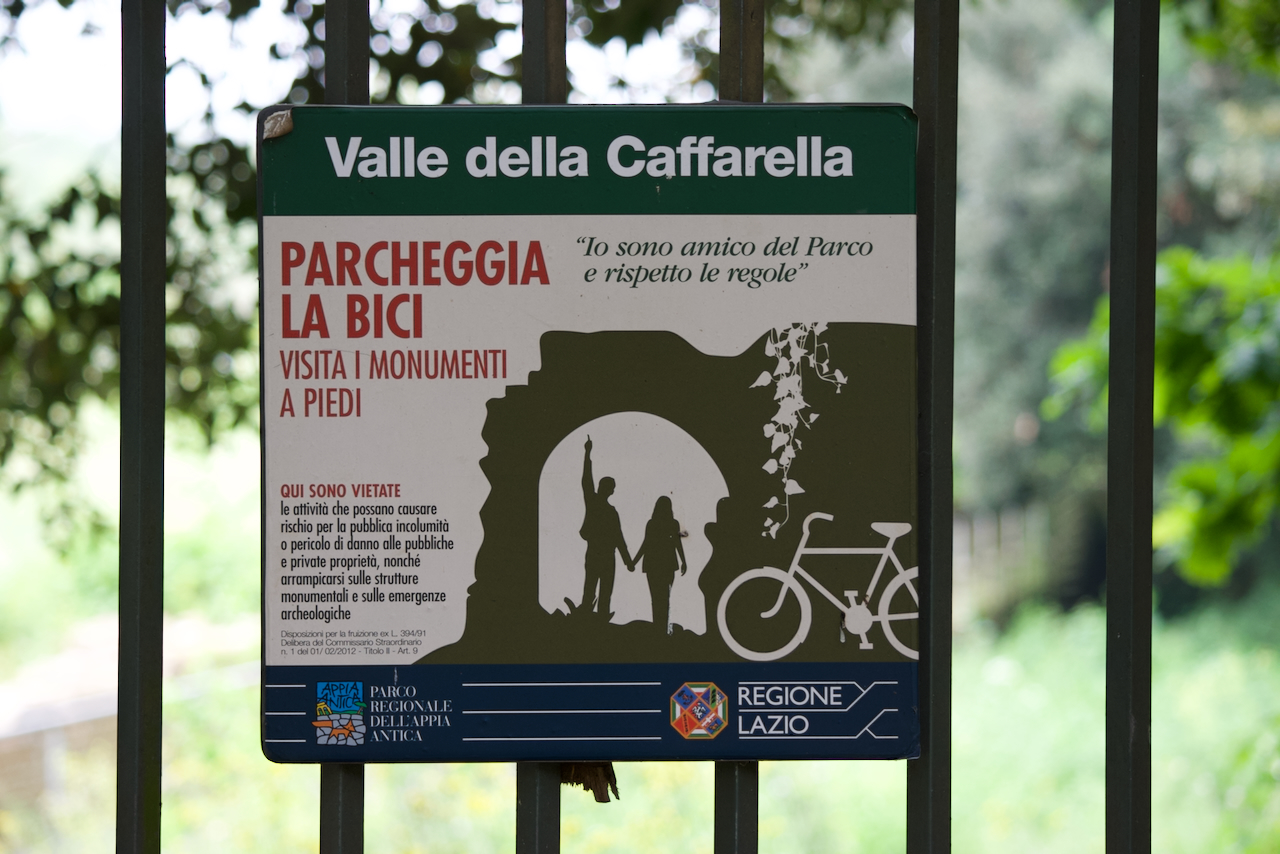 Valle della Caffarella
PARCHEGGIA
LA BICI
VISITA I MONUMENTI
A PIEDI
“Io sono amico del Parco
e rispetto le regole”
QUI SONO VIETATE
le attività che possano causare
rischio per la pubblica incolumità
o pericolo di danno alle pubbliche
e private proprietà, nonché
arrampicarsi sulle strutture
monumentali e sulle emergenze
archeologiche
Disposizioni per la fruizione ex L. 394/91
Delibera del Commissario Straordinario
n. 1 del 01/ 02/2012 - Titolo II - Art. 9
APPIA
ANTICA
PARCO
REGIONALE
DELL'APPIA
ANTICA
REGIONE
LAZIO